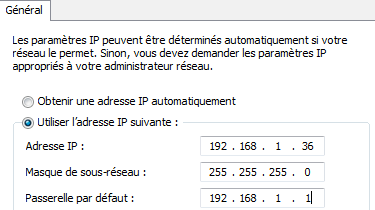 Général
Les paramètres IP peuvent être déterminés automatiquement si votre
réseau le permet. Sinon, vous devez demander les paramètres IP
appropriés à votre administrateur réseau.
Obtenir une adresse IP automatiquement
Utiliser l'adresse IP suivante :
Adresse IP : 192 . 168 . 1 . 36
Masque de sous-réseau : 255 . 255 . 255 . 0
Passerelle par défaut : 192 . 168 . 1 . 1